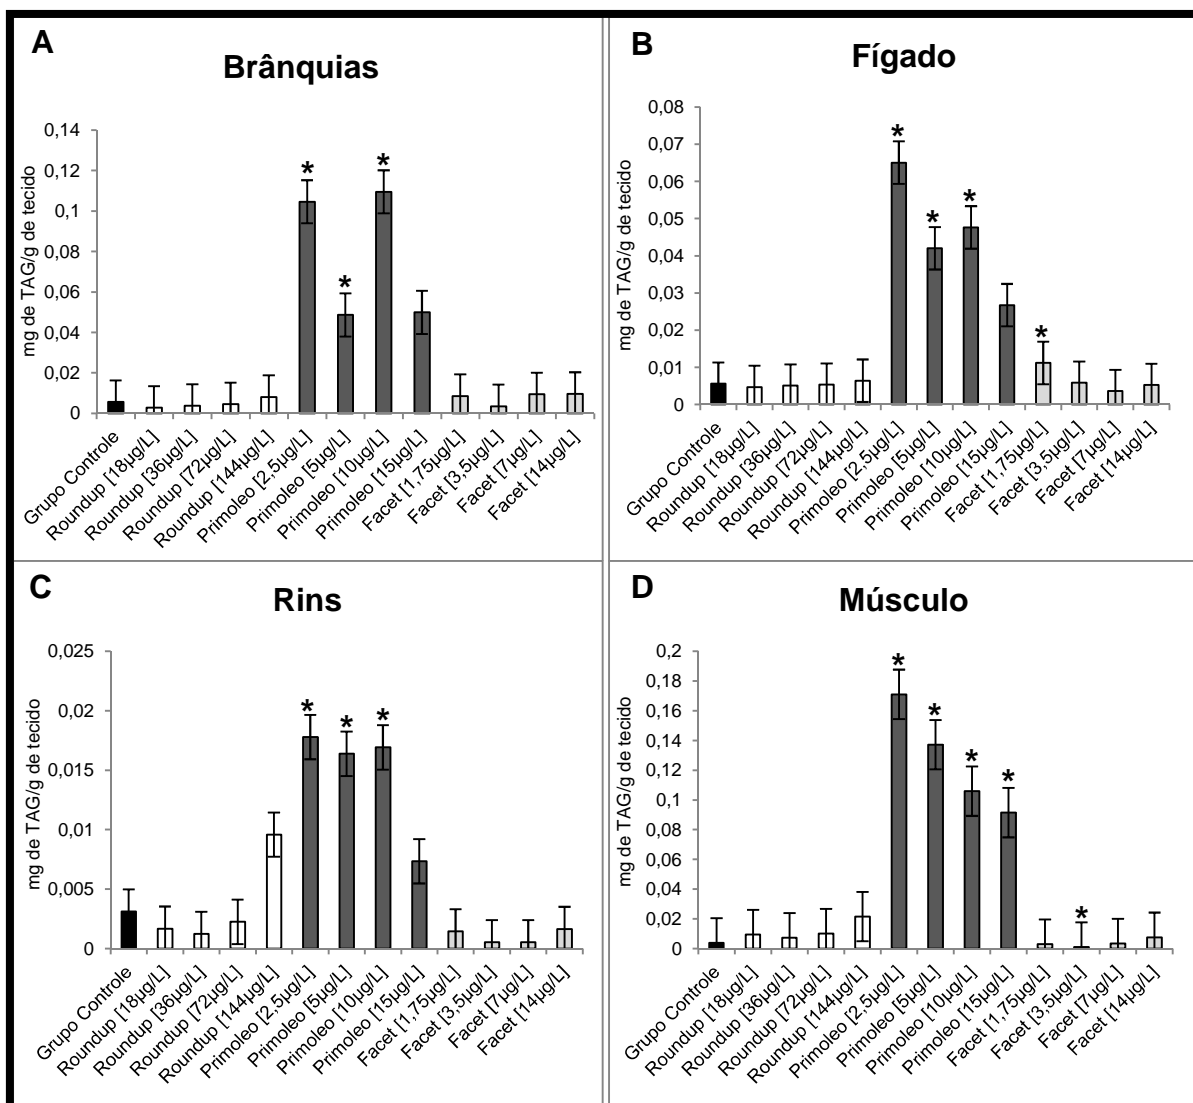 A
Brânquias
mg de TAG/g de tecido
0,14
0,12
0,1
0,08
0,06
0,04
0,02
0
* * *
Grupo Controle
Roundup [18µg/L]
Roundup [36µg/L]
Roundup [72µg/L]
Roundup [144µg/L]
Primoleo [2,5µg/L]
Primoleo [5µg/L]
Primoleo [10µg/L]
Primoleo [15µg/L]
Facet [1,75µg/L]
Facet [3,5µg/L]
Facet [7µg/L]
Facet [14µg/L]
B
Fígado
mg de TAG/g de tecido
0,08
0,07
0,06
0,05
0,04
0,03
0,02
0,01
0
* * * *
Grupo Controle
Roundup [18µg/L]
Roundup [36µg/L]
Roundup [72µg/L]
Roundup [144µg/L]
Primoleo [2,5µg/L]
Primoleo [5µg/L]
Primoleo [10µg/L]
Primoleo [15µg/L]
Facet [1,75µg/L]
Facet [3,5µg/L]
Facet [7µg/L]
Facet [14µg/L]
C
Rins
mg de TAG/g de tecido
0,025
0,02
0,015
0,01
0,005
0
* * *
Grupo Controle
Roundup [18µg/L]
Roundup [36µg/L]
Roundup [72µg/L]
Roundup [144µg/L]
Primoleo [2,5µg/L]
Primoleo [5µg/L]
Primoleo [10µg/L]
Primoleo [15µg/L]
Facet [1,75µg/L]
Facet [3,5µg/L]
Facet [7µg/L]
Facet [14µg/L]
D
Músculo
mg de TAG/g de tecido
0,2
0,18
0,16
0,14
0,12
0,1
0,08
0,06
0,04
0,02
0
* * * * *
Grupo Controle
Roundup [18µg/L]
Roundup [36µg/L]
Roundup [72µg/L]
Roundup [144µg/L]
Primoleo [2,5µg/L]
Primoleo [5µg/L]
Primoleo [10µg/L]
Primoleo [15µg/L]
Facet [1,75µg/L]
Facet [3,5µg/L]
Facet [7µg/L]
Facet [14µg/L]